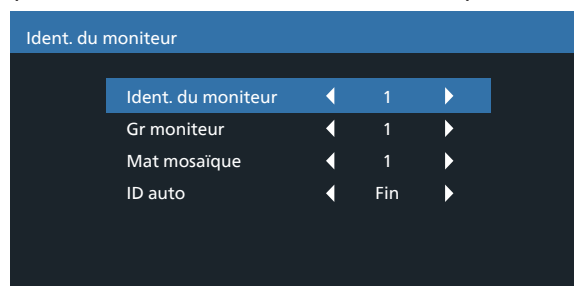 Ident. du moniteur
Ident. du moniteur 1
Gr moniteur 1
Mat mosaïque 1
ID auto Fin